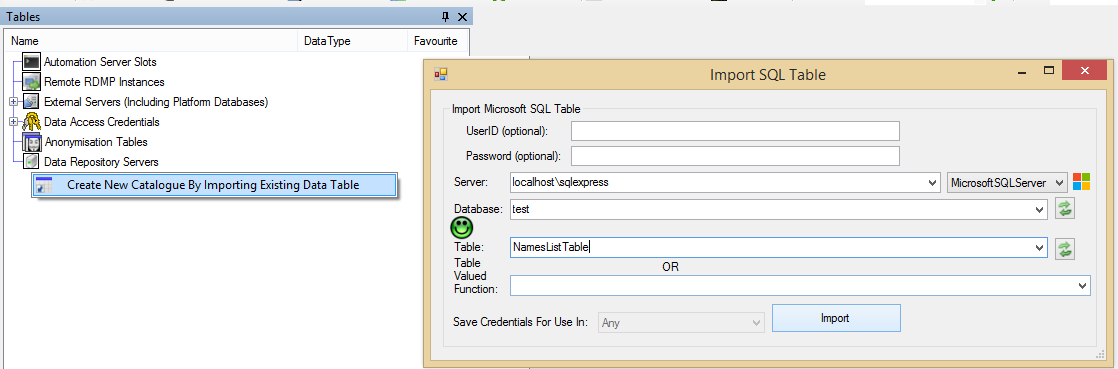 Tables
Name DataType Favourite
Automation Server Slots
Remote RDMP Instances
External Servers (Including Platform Databases)
Data Access Credentials
Anonymisation Tables
Data Repository Servers
Create New Catalogue By Importing Existing Data Table
Import SQL Table
Import Microsoft SQL Table
UserID (optional):
Password (optional):
Server: localhost\sqlexpress MicrosoftSQLServer
Database: test
Table: NamesListTable
OR
Table
Valued
Function:
Save Credentials For Use In: Any Import